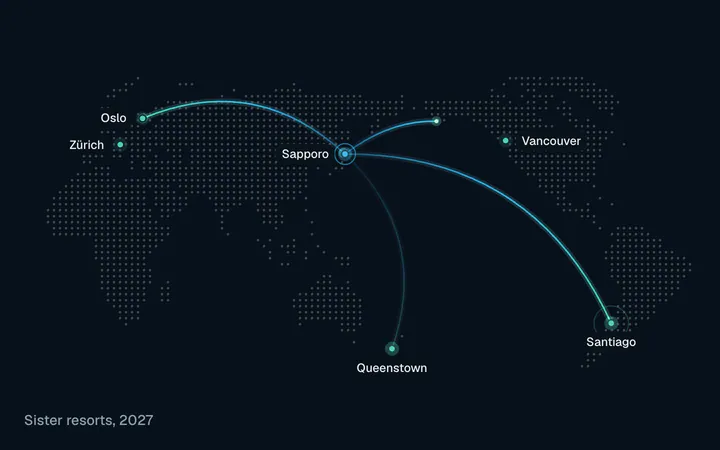 Oslo
Zürich
Vancouver
Sapporo
Santiago
Queenstown
Sister resorts, 2027